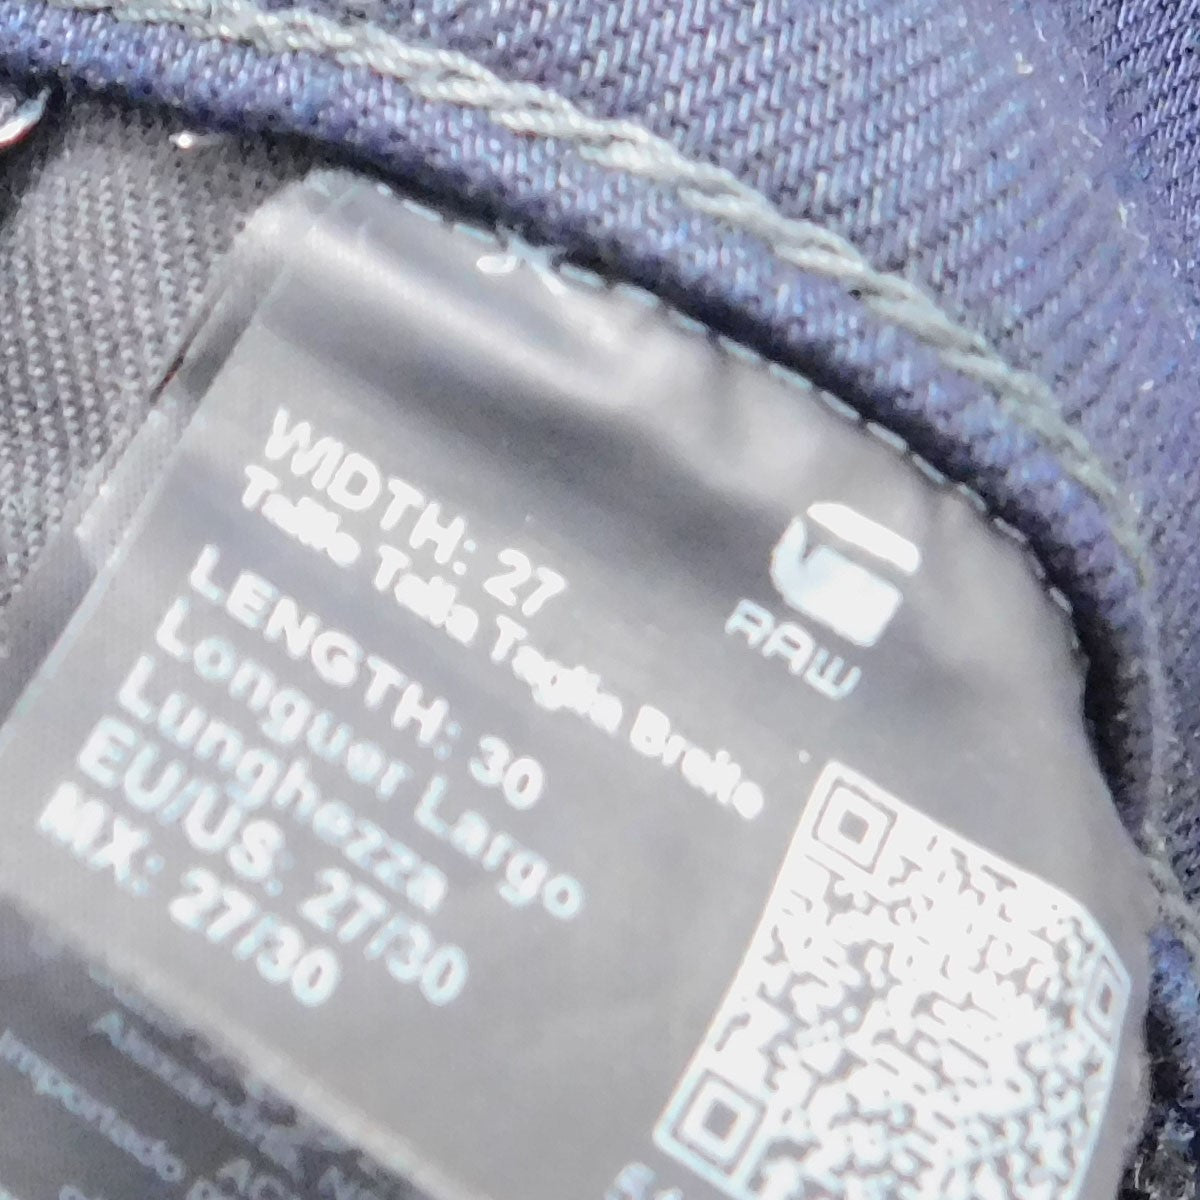 WIDTH: 27
Taille Talla Taglia Breite
LENGTH: 30
Longuer Largo
Lunghezza
EU/US: 27/30
MX: 27/30
RAW
Importado